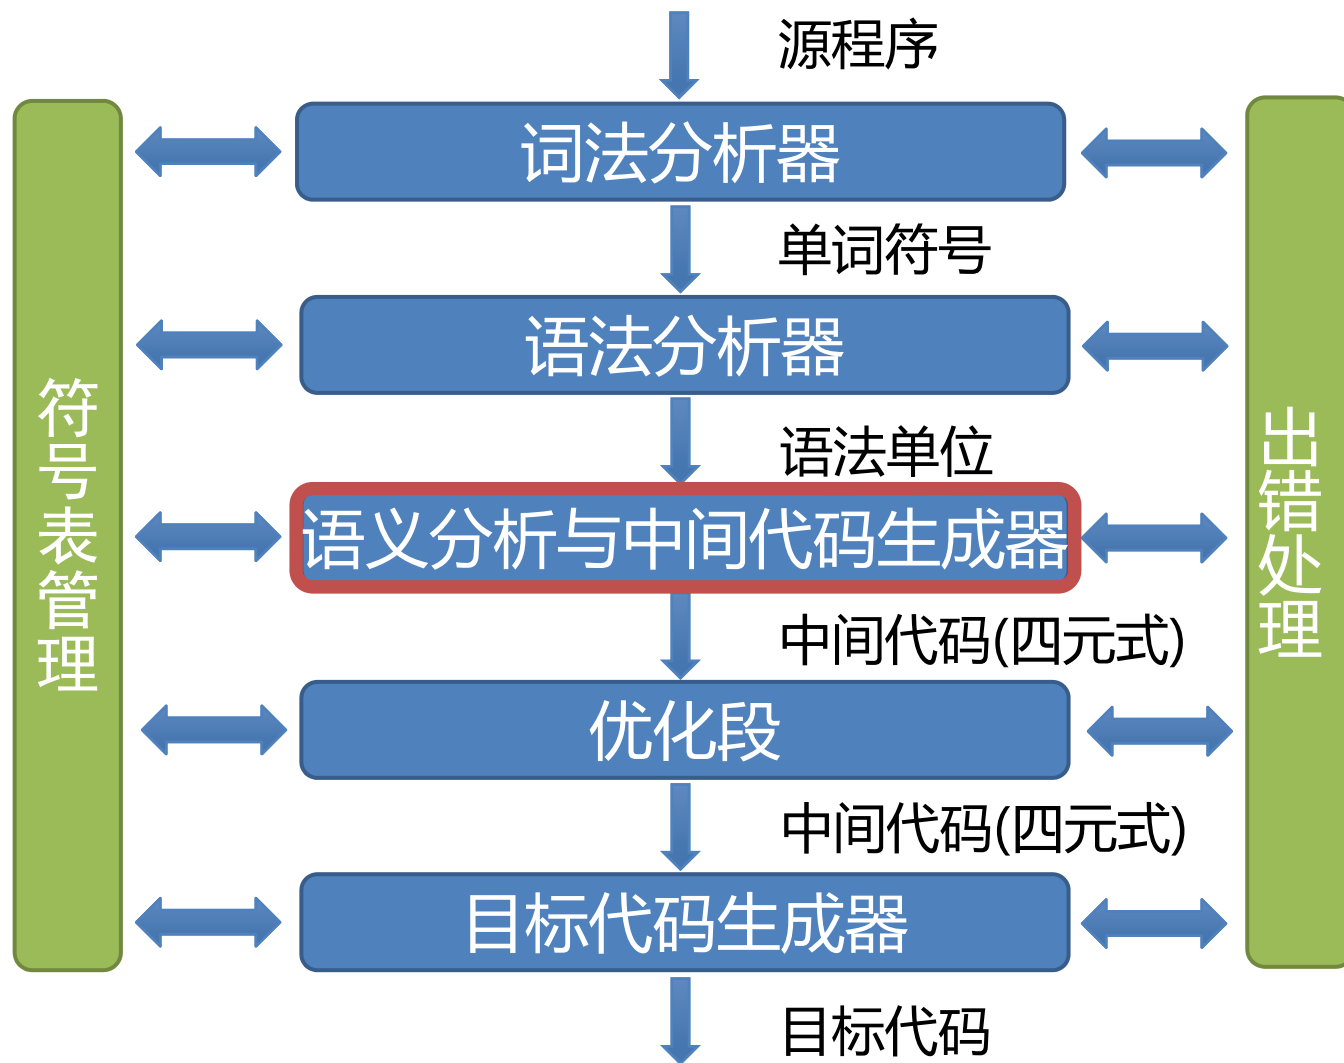 源程序
词法分析器
单词符号
语法分析器
语法单位
语义分析与中间代码生成器
中间代码(四元式)
优化段
中间代码(四元式)
目标代码生成器
目标代码
符号表管理
出错处理